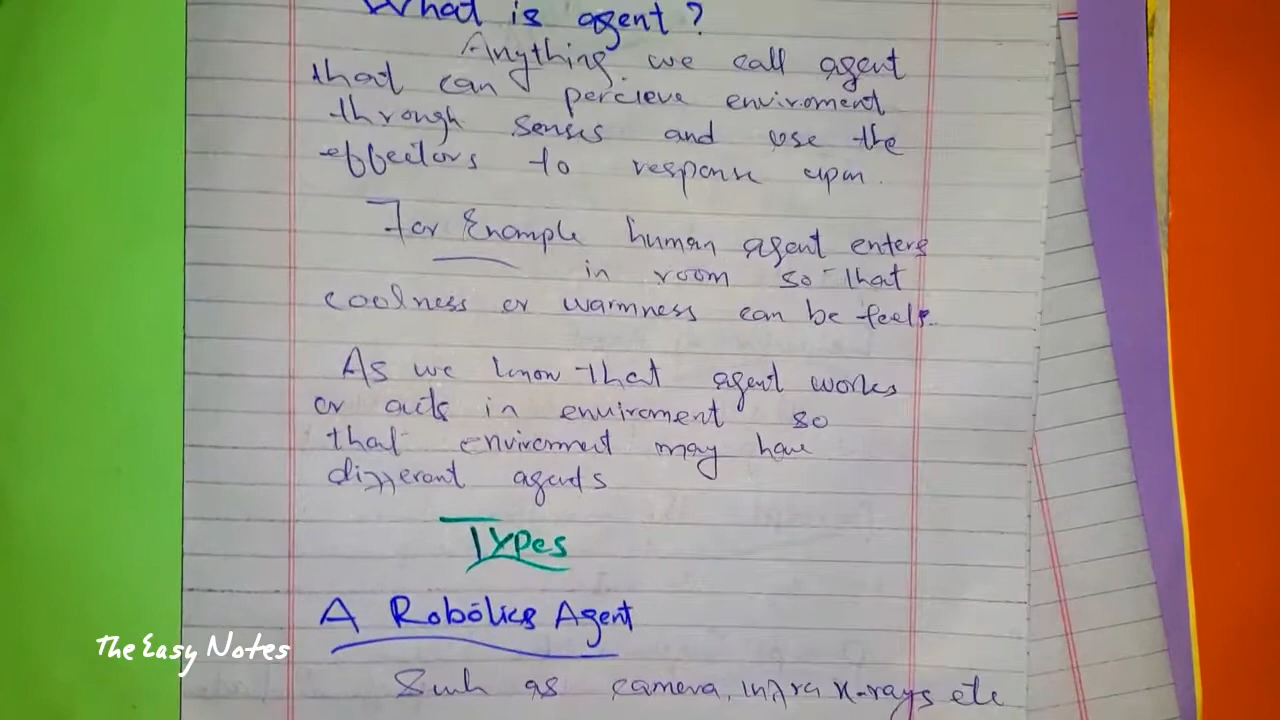 What is agent?
Anything we call agent
that can percieve enviroment
through senses and use the
effectors to response upon.
For Example human agent enters
in room so that
coolness or warmness can be feels.
As we know that agent works
or acts in enviroment so
that enviroment may have
different agents
Types
A Robotics Agent
The Easy Notes
Such as camera, infra x-rays etc